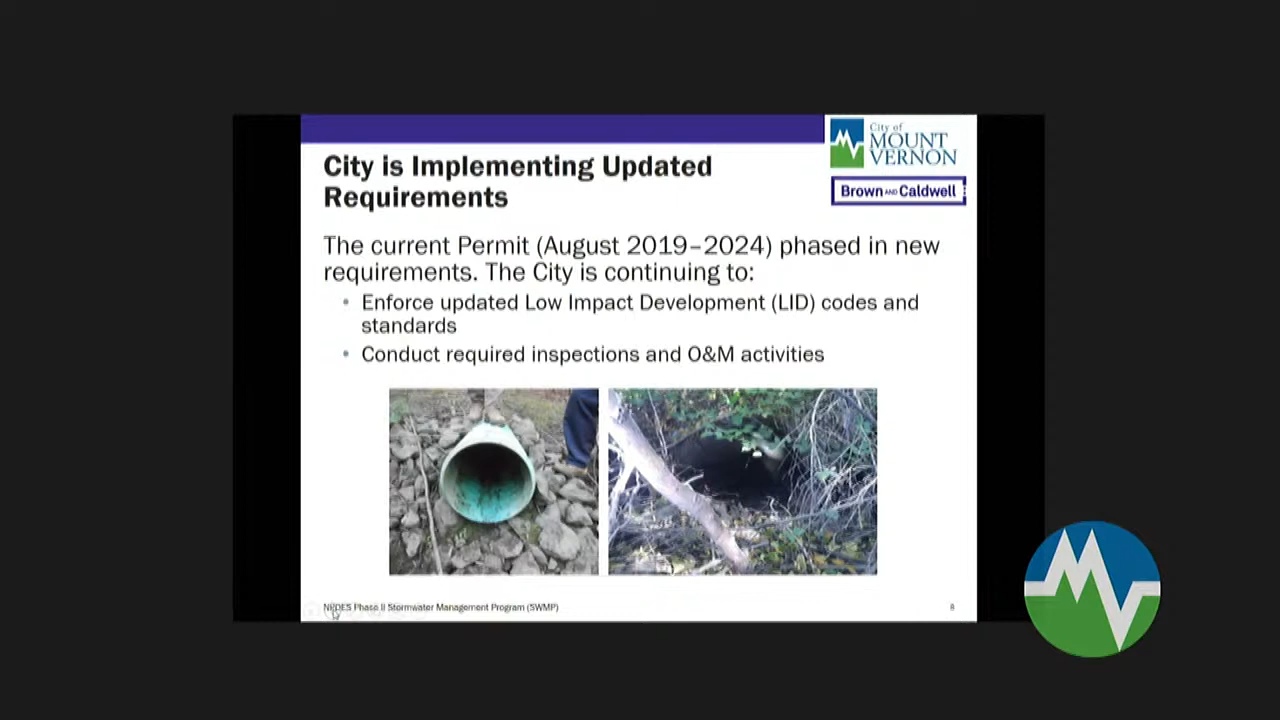 City of
MOUNT
VERNON
Brown AND Caldwell
City is Implementing Updated
Requirements
The current Permit (August 2019–2024) phased in new
requirements. The City is continuing to:
• Enforce updated Low Impact Development (LID) codes and
standards
• Conduct required inspections and O&M activities
NPDES Phase II Stormwater Management Program (SWMP)
8